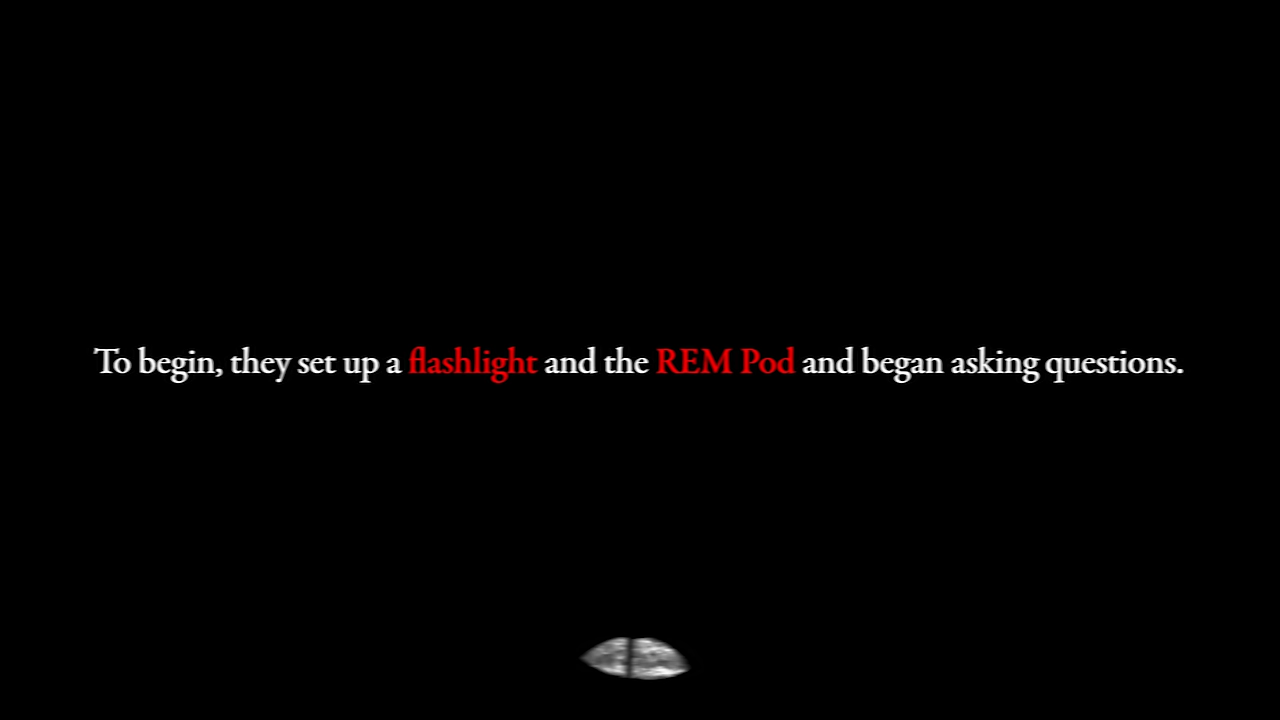 To begin, they set up a flashlight and the REM Pod and began asking questions.